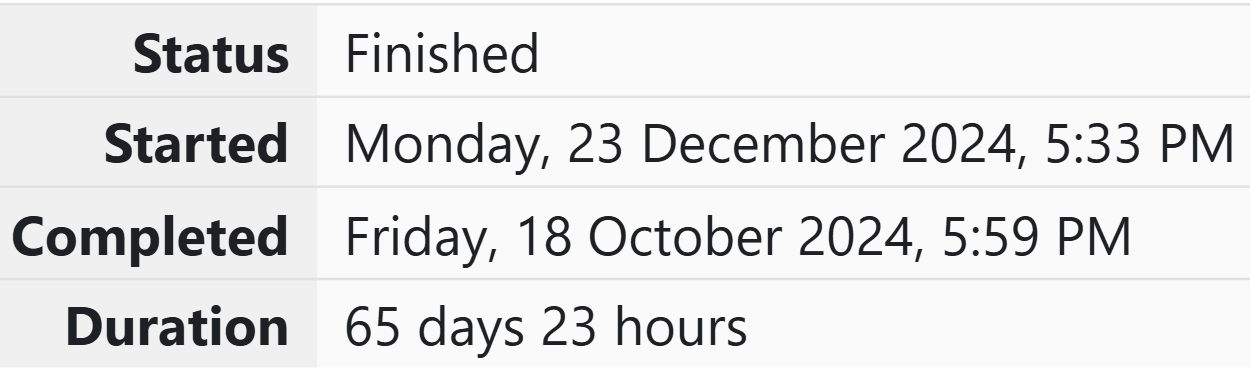 Status Finished
Started Monday, 23 December 2024, 5:33 PM
Completed Friday, 18 October 2024, 5:59 PM
Duration 65 days 23 hours